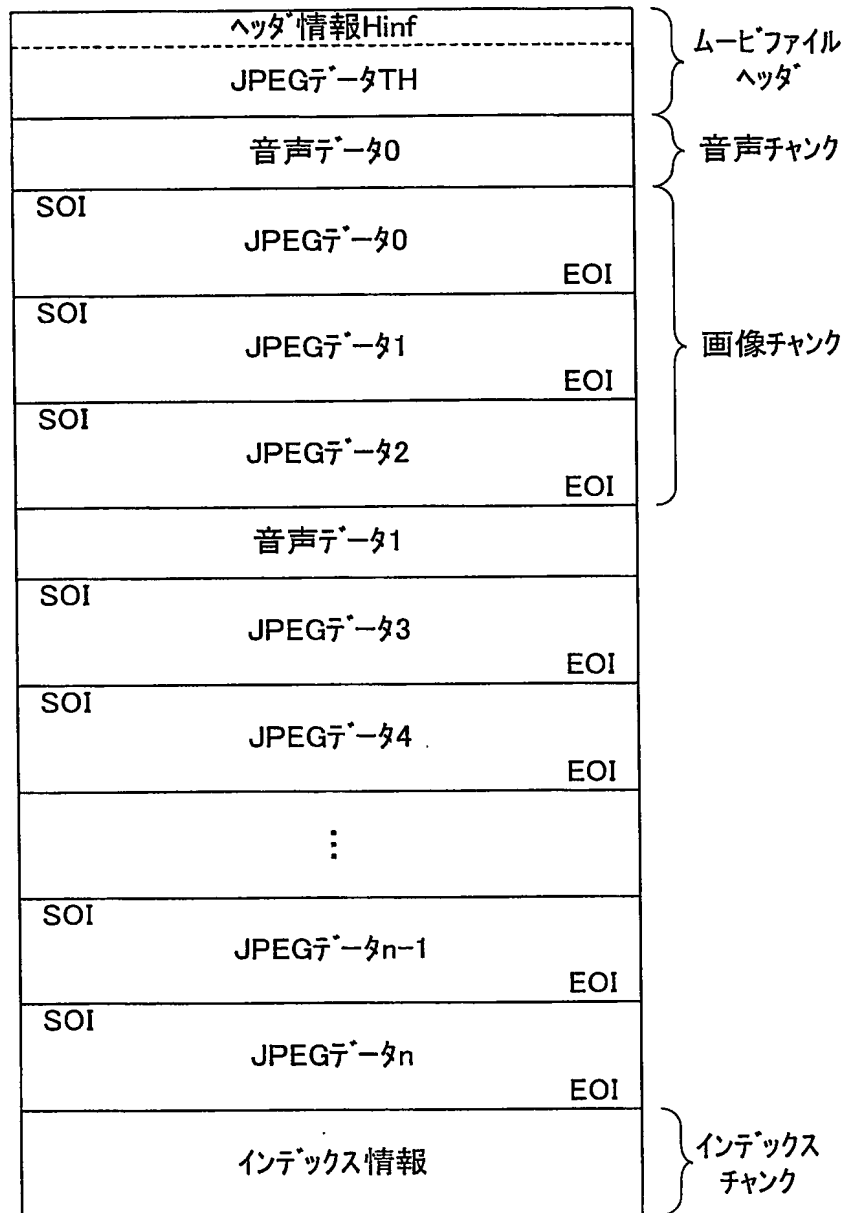 ヘッダ情報Hinf
JPEGデータTH
ムービファイル
ヘッダ
音声データ0
音声チャンク
SOI
JPEGデータ0
EOI
SOI
JPEGデータ1
EOI
画像チャンク
SOI
JPEGデータ2
EOI
音声データ1
SOI
JPEGデータ3
EOI
SOI
JPEGデータ4
EOI
⋮
SOI
JPEGデータn-1
EOI
SOI
JPEGデータn
EOI
インデックス情報
インデックス
チャンク